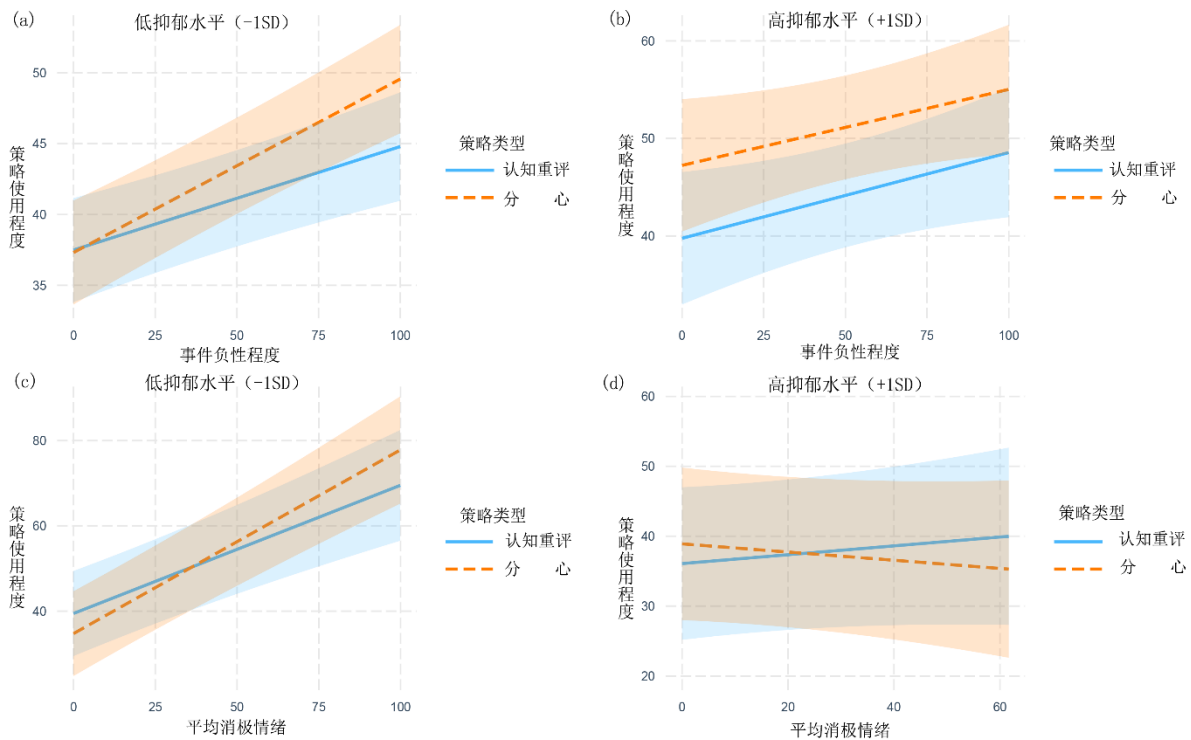 (a)
低抑郁水平（-1SD）
50
45
40
35
0
25
50
75
100
策略使用程度
事件负性程度
策略类型
认知重评
分 心
(b)
高抑郁水平（+1SD）
60
50
40
0
25
50
75
100
策略使用程度
事件负性程度
策略类型
认知重评
分 心
(c)
低抑郁水平（-1SD）
80
60
40
0
25
50
75
100
策略使用程度
平均消极情绪
策略类型
认知重评
分 心
(d)
高抑郁水平（+1SD）
60
50
40
30
20
0
20
40
60
策略使用程度
平均消极情绪
策略类型
认知重评
分 心